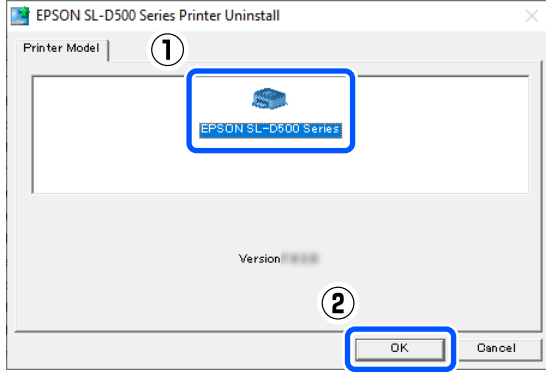 EPSON SL-D500 Series Printer Uninstall
Printer Model
1
EPSON SL-D500 Series
Version
2
OK
Cancel